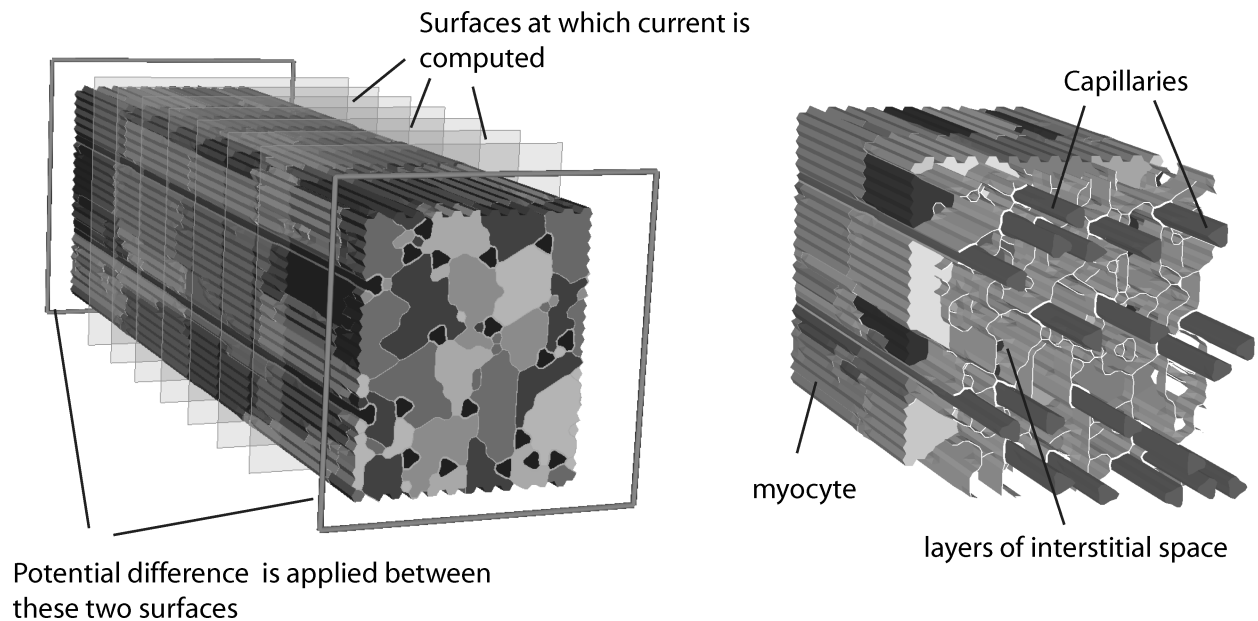 Surfaces at which current is
computed
Capillaries
myocyte
layers of interstitial space
Potential difference is applied between
these two surfaces